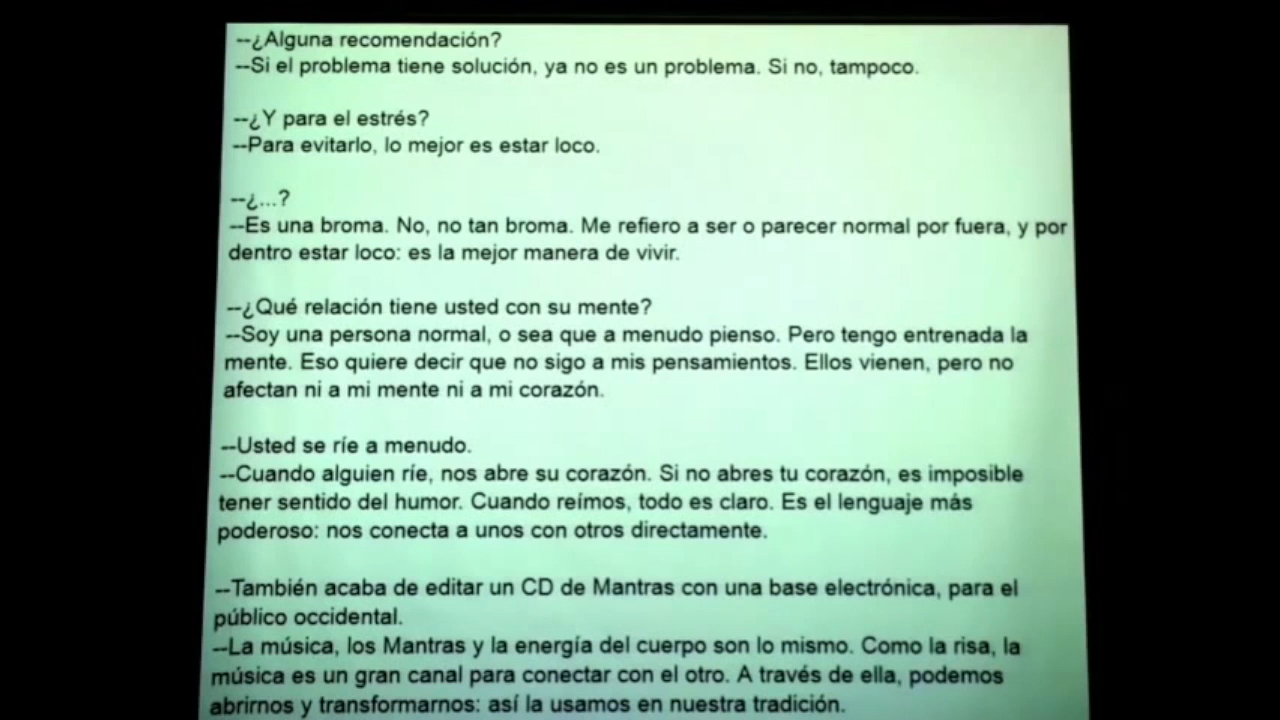 --¿Alguna recomendación?
--Si el problema tiene solución, ya no es un problema. Si no, tampoco.
--¿Y para el estrés?
--Para evitarlo, lo mejor es estar loco.
--¿...?
--Es una broma. No, no tan broma. Me refiero a ser o parecer normal por fuera, y por
dentro estar loco: es la mejor manera de vivir.
--¿Qué relación tiene usted con su mente?
--Soy una persona normal, o sea que a menudo pienso. Pero tengo entrenada la
mente. Eso quiere decir que no sigo a mis pensamientos. Ellos vienen, pero no
afectan ni a mi mente ni a mi corazón.
--Usted se ríe a menudo.
--Cuando alguien ríe, nos abre su corazón. Si no abres tu corazón, es imposible
tener sentido del humor. Cuando reímos, todo es claro. Es el lenguaje más
poderoso: nos conecta a unos con otros directamente.
--También acaba de editar un CD de Mantras con una base electrónica, para el
público occidental.
--La música, los Mantras y la energía del cuerpo son lo mismo. Como la risa, la
música es un gran canal para conectar con el otro. A través de ella, podemos
abrirnos y transformarnos: así la usamos en nuestra tradición.